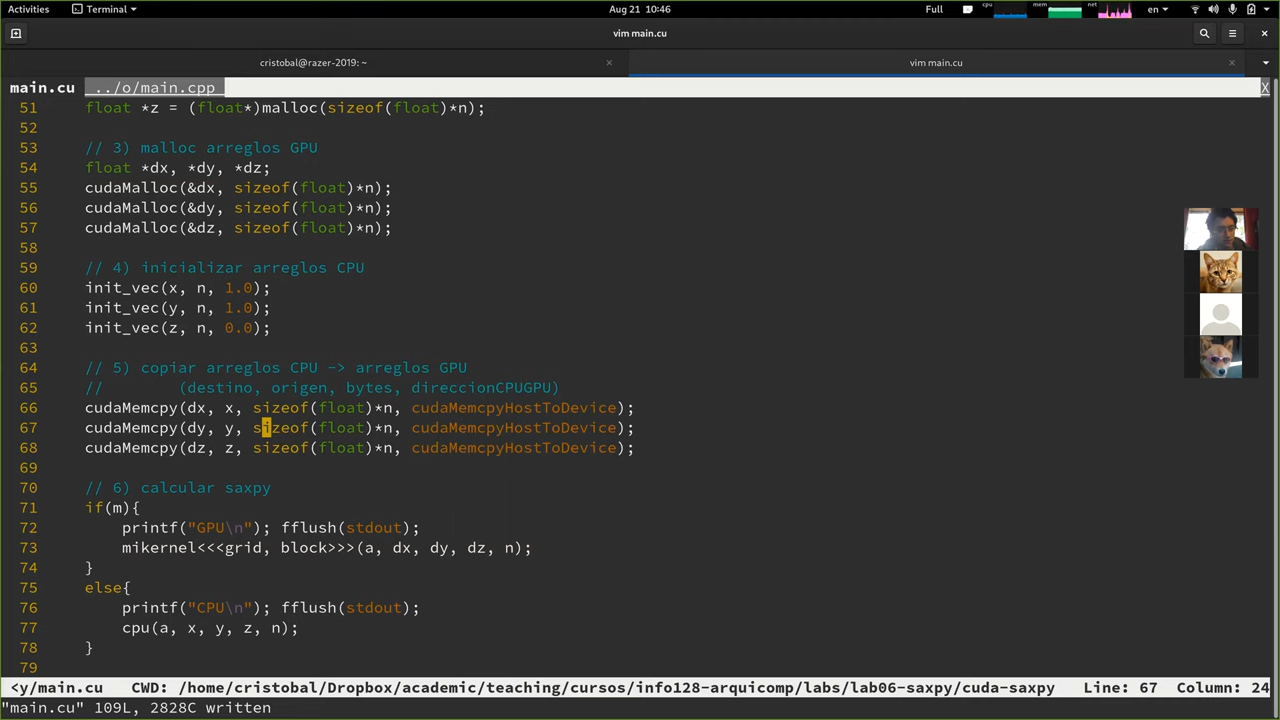 Activities Terminal Aug 21 10:46 Full cpu mem net en
vim main.cu
cristobal@razer-2019: ~ × vim main.cu ×
main.cu ../o/main.cpp X
51 float *z = (float*)malloc(sizeof(float)*n);
52
53 // 3) malloc arreglos GPU
54 float *dx, *dy, *dz;
55 cudaMalloc(&dx, sizeof(float)*n);
56 cudaMalloc(&dy, sizeof(float)*n);
57 cudaMalloc(&dz, sizeof(float)*n);
58
59 // 4) inicializar arreglos CPU
60 init_vec(x, n, 1.0);
61 init_vec(y, n, 1.0);
62 init_vec(z, n, 0.0);
63
64 // 5) copiar arreglos CPU -> arreglos GPU
65 // (destino, origen, bytes, direccionCPUGPU)
66 cudaMemcpy(dx, x, sizeof(float)*n, cudaMemcpyHostToDevice);
67 cudaMemcpy(dy, y, sizeof(float)*n, cudaMemcpyHostToDevice);
68 cudaMemcpy(dz, z, sizeof(float)*n, cudaMemcpyHostToDevice);
69
70 // 6) calcular saxpy
71 if(m){
72 printf("GPU\n"); fflush(stdout);
73 mikernel<<<grid, block>>>(a, dx, dy, dz, n);
74 }
75 else{
76 printf("CPU\n"); fflush(stdout);
77 cpu(a, x, y, z, n);
78 }
79
<y/main.cu CWD: /home/cristobal/Dropbox/academic/teaching/cursos/info128-arquicomp/labs/lab06-saxpy/cuda-saxpy Line: 67 Column: 24
"main.cu" 109L, 2828C written